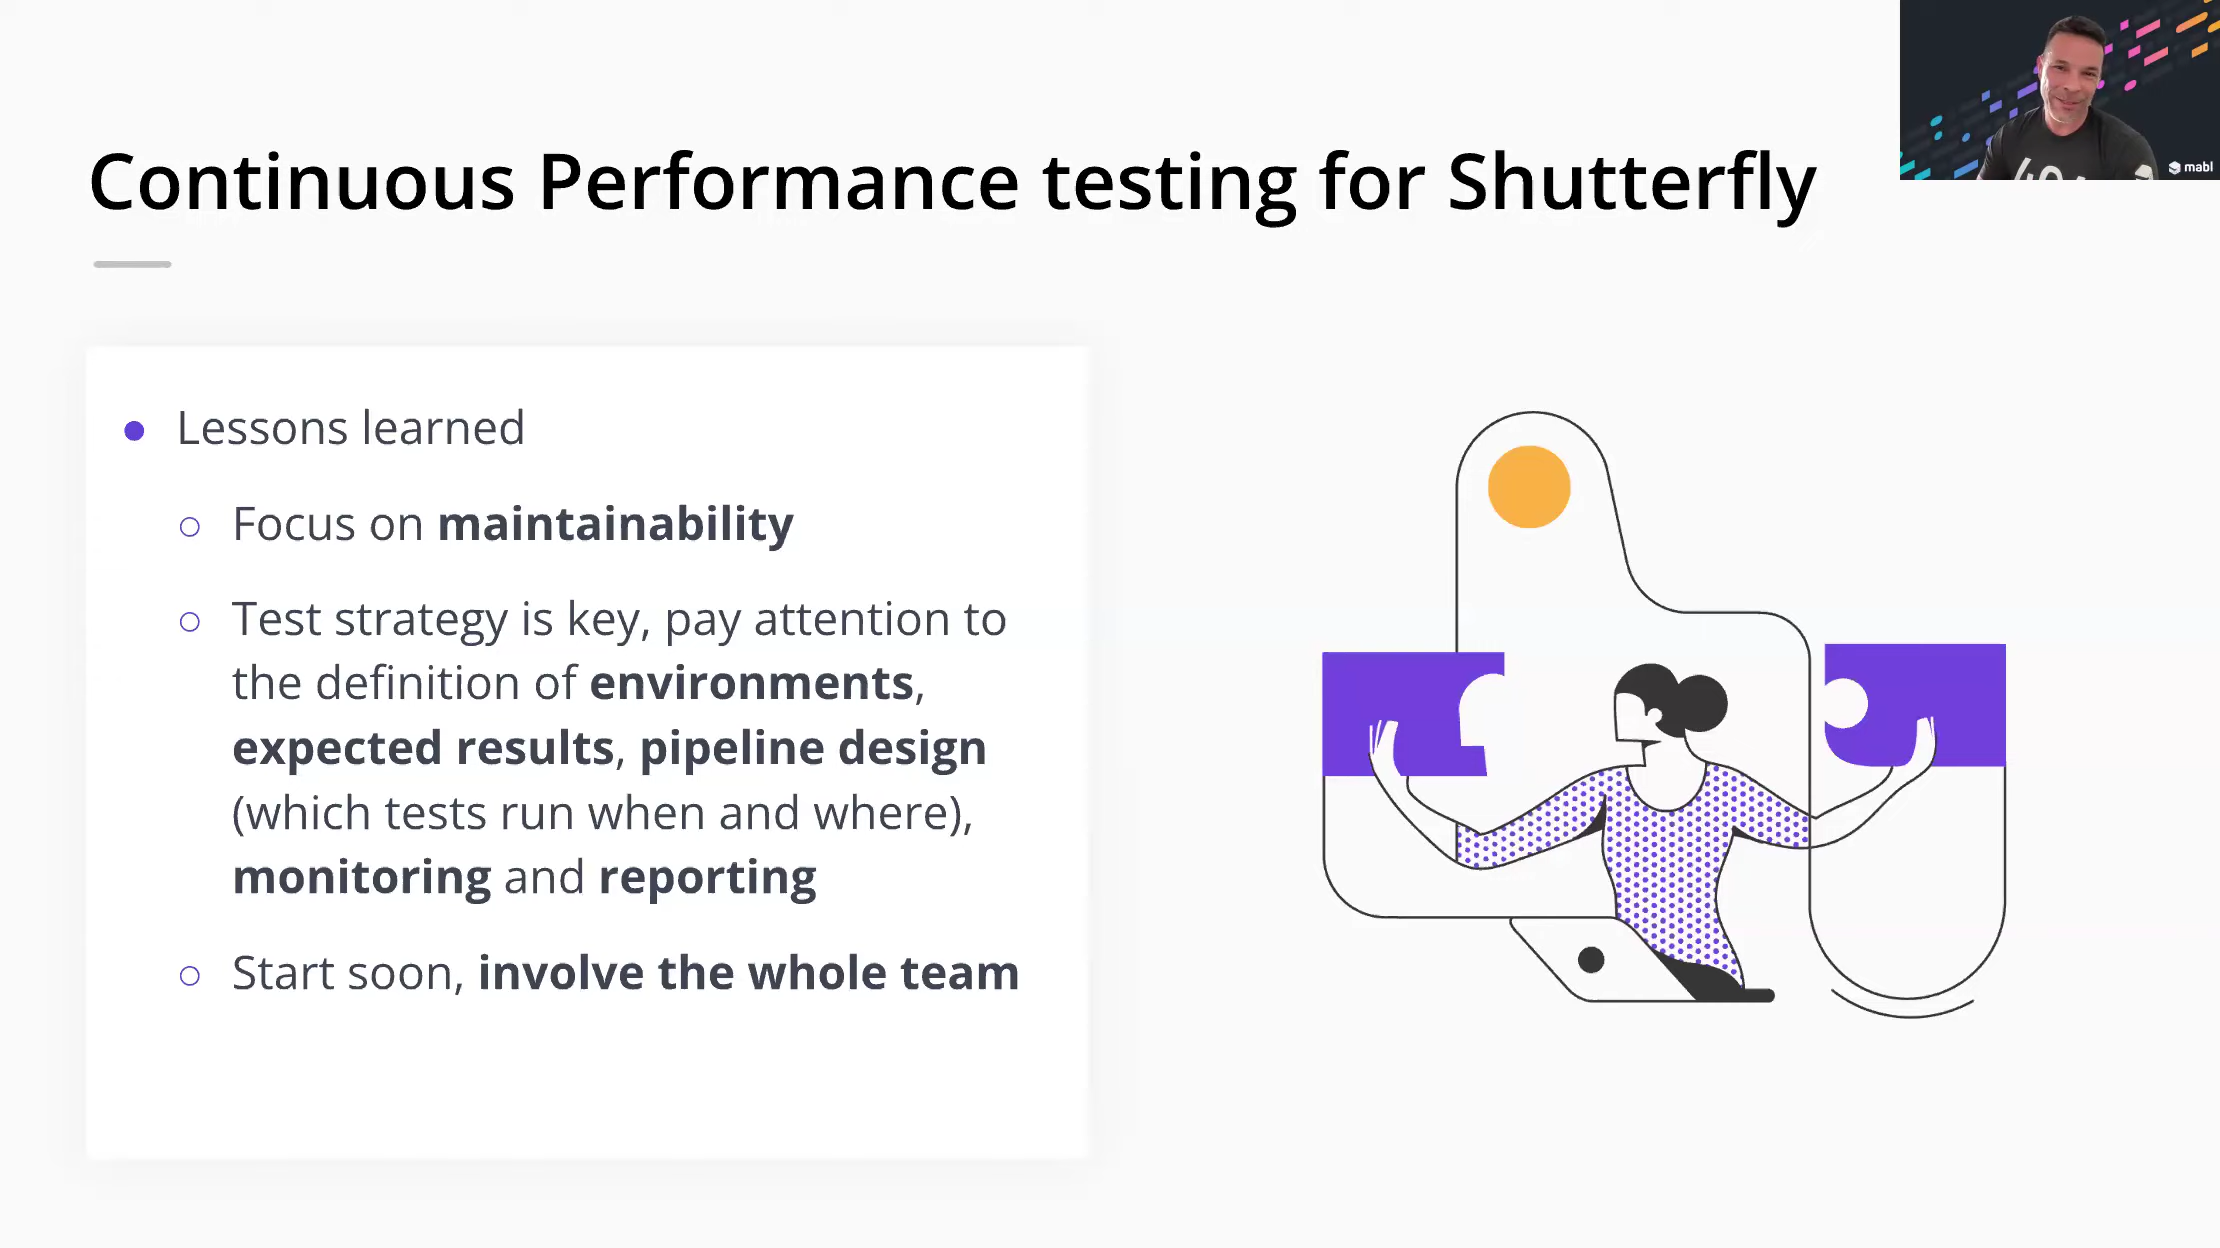 Continuous Performance testing for Shutterfly
mabl
Lessons learned
Focus on maintainability
Test strategy is key, pay attention to
the definition of environments,
expected results, pipeline design
(which tests run when and where),
monitoring and reporting
Start soon, involve the whole team